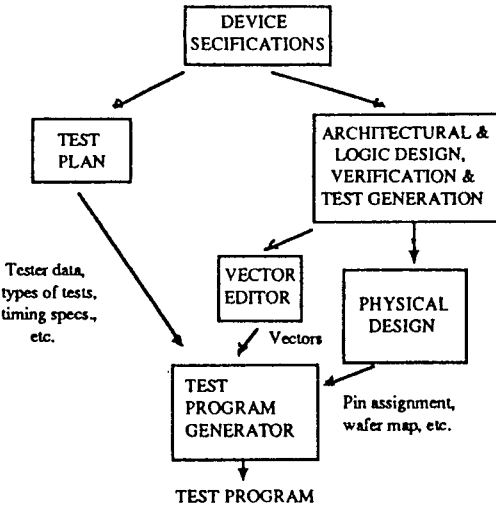 DEVICE
SECIFICATIONS
TEST
PLAN
ARCHITECTURAL &
LOGIC DESIGN,
VERIFICATION &
TEST GENERATION
Tester data,
types of tests,
timing specs.,
etc.
VECTOR
EDITOR
PHYSICAL
DESIGN
Vectors
TEST
PROGRAM
GENERATOR
Pin assignment,
wafer map, etc.
TEST PROGRAM